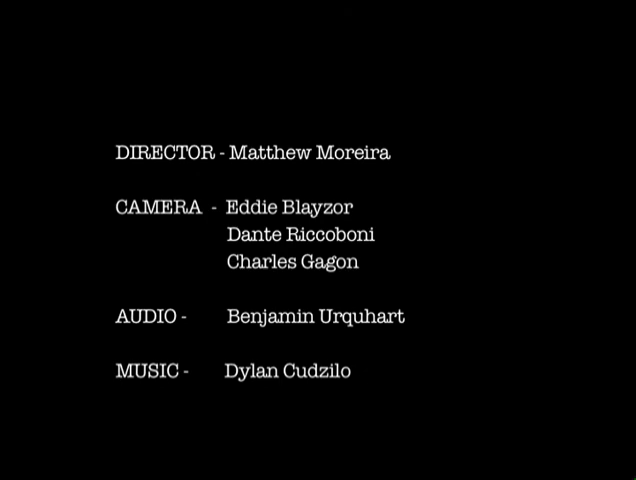 DIRECTOR - Matthew Moreira
CAMERA - Eddie Blayzor
Dante Riccoboni
Charles Gagon
AUDIO - Benjamin Urquhart
MUSIC - Dylan Cudzilo